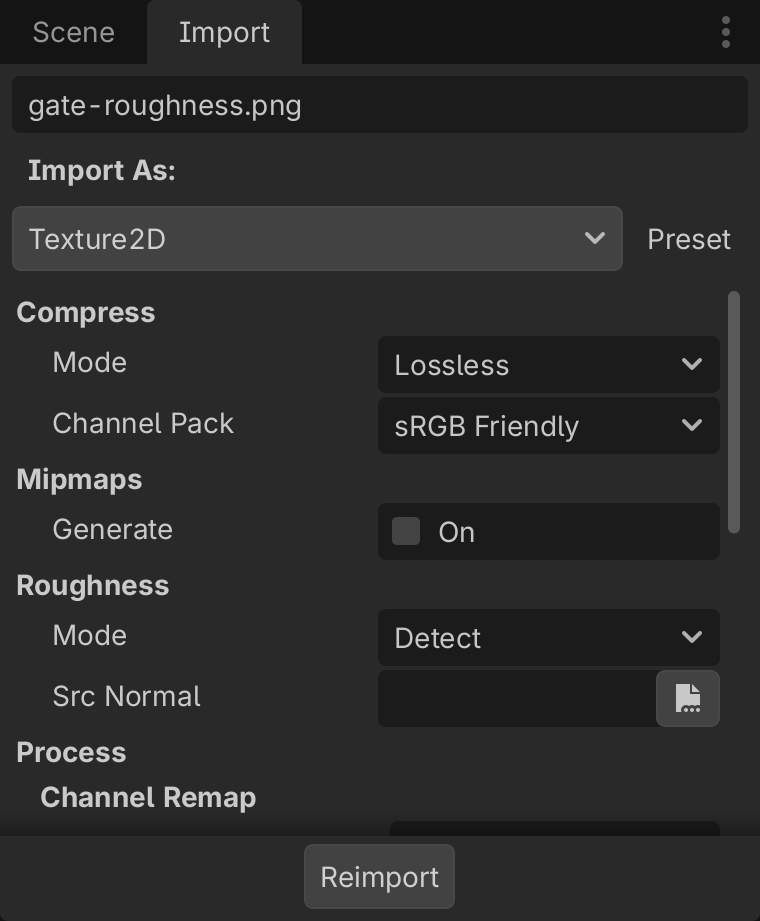 Scene Import
gate-roughness.png
Import As:
Texture2D Preset
Compress
Mode Lossless
Channel Pack sRGB Friendly
Mipmaps
Generate On
Roughness
Mode Detect
Src Normal
Process
Channel Remap
Reimport